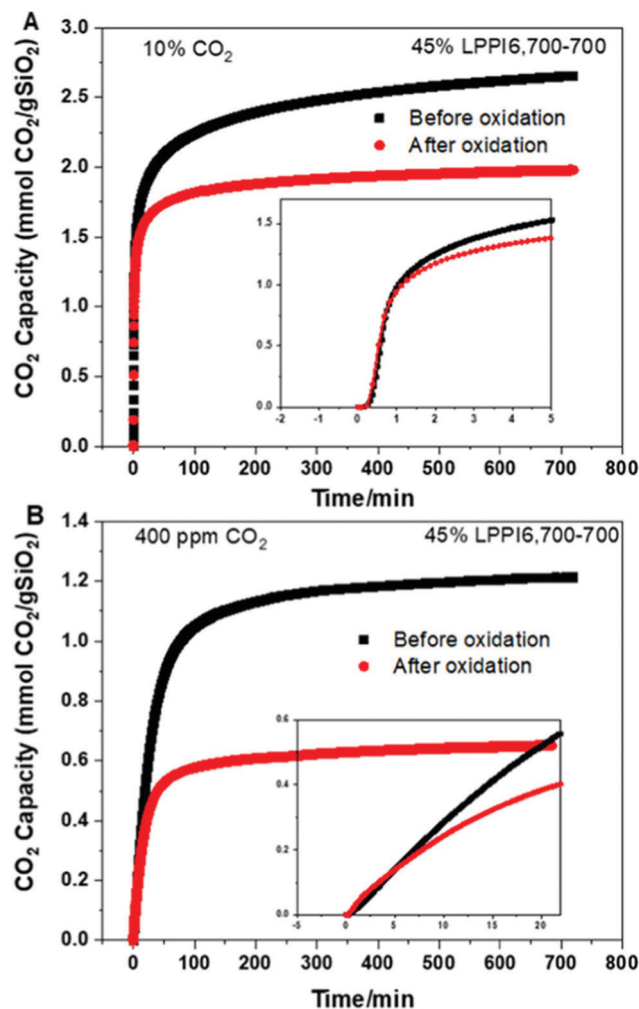 A
10% CO₂ 45% LPPI6,700-700
Before oxidation
After oxidation
CO₂ Capacity (mmol CO₂/gSiO₂)
3.0
2.5
2.0
1.5
1.0
0.5
0.0
1.5
1.0
0.5
0.0
-2 -1 0 1 2 3 4 5
0 100 200 300 400 500 600 700 800
Time/min
B
400 ppm CO₂ 45% LPPI6,700-700
Before oxidation
After oxidation
CO₂ Capacity (mmol CO₂/gSiO₂)
1.4
1.2
1.0
0.8
0.6
0.4
0.2
0.0
0.6
0.4
0.2
0.0
-5 0 5 10 15 20
0 100 200 300 400 500 600 700 800
Time/min